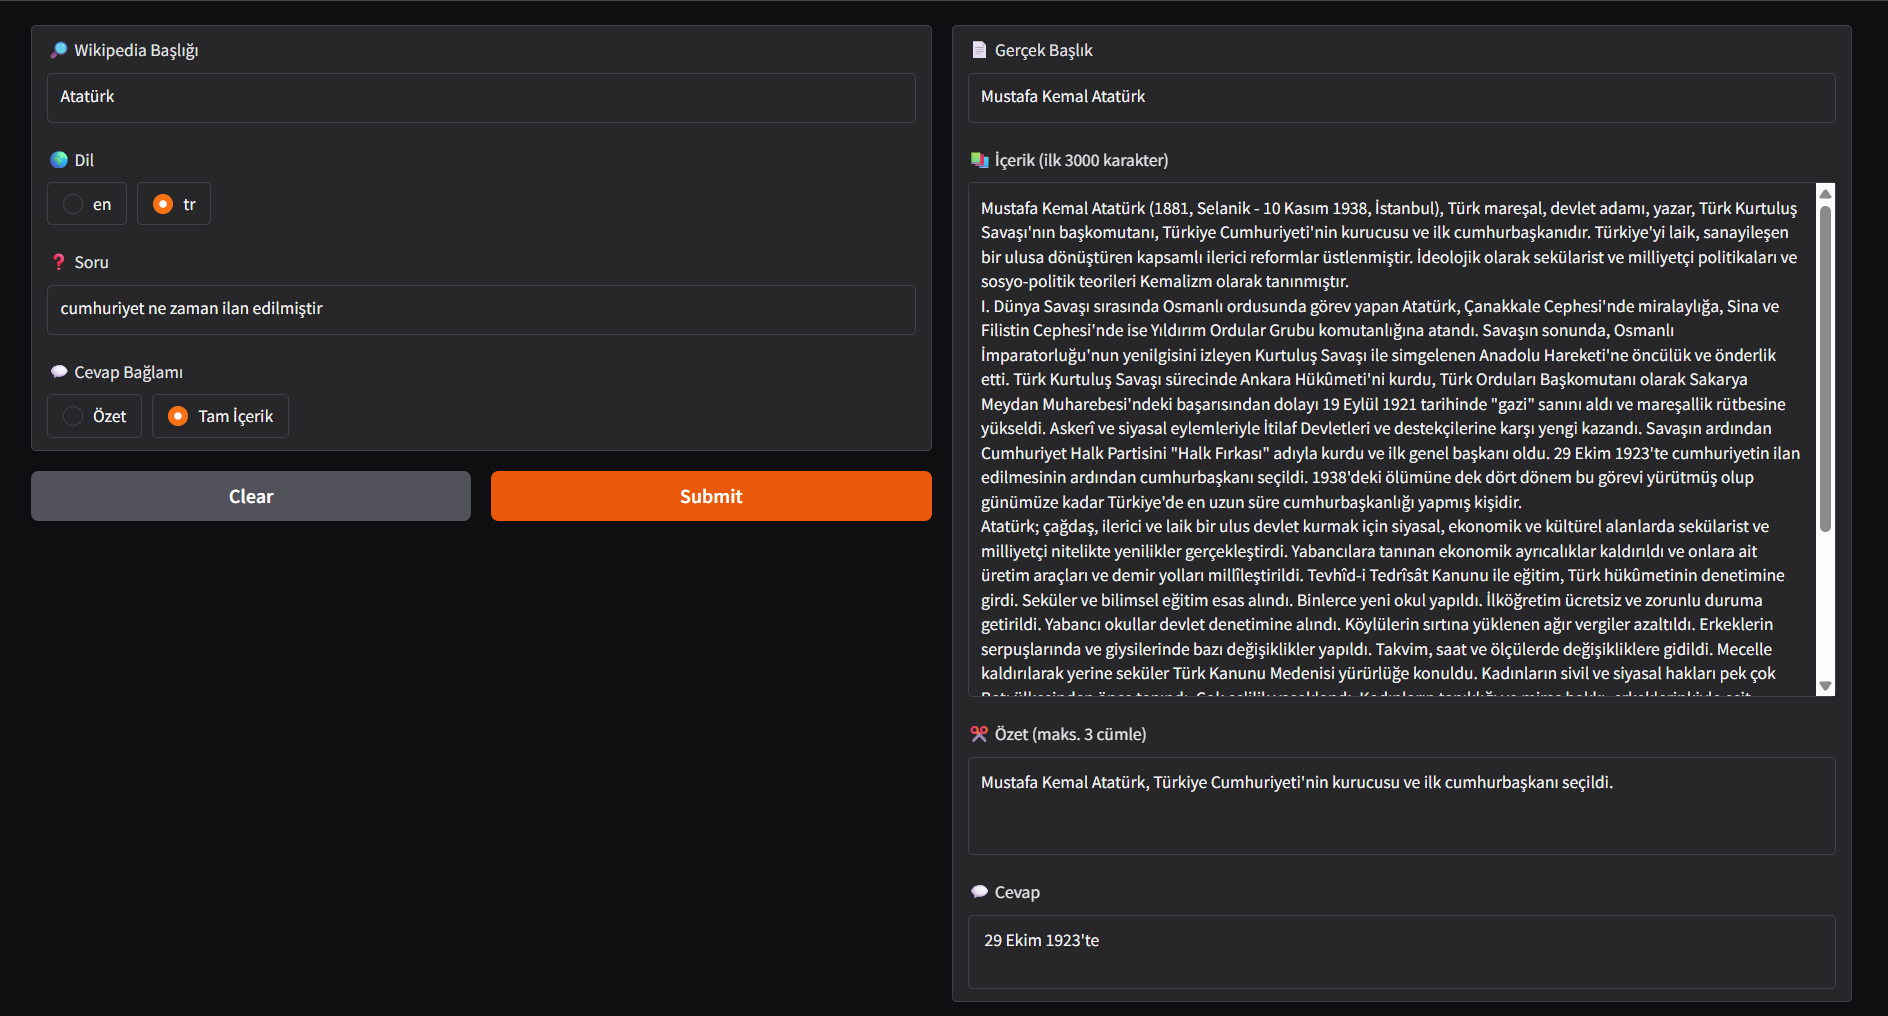 Wikipedia Başlığı
Atatürk
Dil
en
tr
Soru
cumhuriyet ne zaman ilan edilmiştir
Cevap Bağlamı
Özet
Tam İçerik
Clear
Submit
Gerçek Başlık
Mustafa Kemal Atatürk
İçerik (ilk 3000 karakter)
Mustafa Kemal Atatürk (1881, Selanik - 10 Kasım 1938, İstanbul), Türk mareşal, devlet adamı, yazar, Türk Kurtuluş
Savaşı'nın başkomutanı, Türkiye Cumhuriyeti'nin kurucusu ve ilk cumhurbaşkanıdır. Türkiye'yi laik, sanayileşen
bir ulusa dönüştüren kapsamlı ilerici reformlar üstlenmiştir. İdeolojik olarak sekülarist ve milliyetçi politikaları ve
sosyo-politik teorileri Kemalizm olarak tanınmıştır.
I. Dünya Savaşı sırasında Osmanlı ordusunda görev yapan Atatürk, Çanakkale Cephesi'nde miralaylığa, Sina ve
Filistin Cephesi'nde ise Yıldırım Ordular Grubu komutanlığına atandı. Savaşın sonunda, Osmanlı
İmparatorluğu'nun yenilgisini izleyen Kurtuluş Savaşı ile simgelenen Anadolu Hareketi'ne öncülük ve önderlik
etti. Türk Kurtuluş Savaşı sürecinde Ankara Hükûmeti'ni kurdu, Türk Orduları Başkomutanı olarak Sakarya
Meydan Muharebesi'ndeki başarısından dolayı 19 Eylül 1921 tarihinde "gazi" sanını aldı ve mareşallik rütbesine
yükseldi. Askerî ve siyasal eylemleriyle İtilaf Devletleri ve destekçilerine karşı yengi kazandı. Savaşın ardından
Cumhuriyet Halk Partisini "Halk Fırkası" adıyla kurdu ve ilk genel başkanı oldu. 29 Ekim 1923'te cumhuriyetin ilan
edilmesinin ardından cumhurbaşkanı seçildi. 1938'deki ölümüne dek dört dönem bu görevi yürütmüş olup
günümüze kadar Türkiye'de en uzun süre cumhurbaşkanlığı yapmış kişidir.
Atatürk; çağdaş, ilerici ve laik bir ulus devlet kurmak için siyasal, ekonomik ve kültürel alanlarda sekülarist ve
milliyetçi nitelikte yenilikler gerçekleştirdi. Yabancılara tanınan ekonomik ayrıcalıklar kaldırıldı ve onlara ait
üretim araçları ve demir yolları millîleştirildi. Tevhîd-i Tedrîsât Kanunu ile eğitim, Türk hükûmetinin denetimine
girdi. Seküler ve bilimsel eğitim esas alındı. Binlerce yeni okul yapıldı. İlköğretim ücretsiz ve zorunlu duruma
getirildi. Yabancı okullar devlet denetimine alındı. Köylülerin sırtına yüklenen ağır vergiler azaltıldı. Erkeklerin
serpuşlarında ve giysilerinde bazı değişiklikler yapıldı. Takvim, saat ve ölçülerde değişikliklere gidildi. Mecelle
kaldırılarak yerine seküler Türk Kanunu Medenisi yürürlüğe konuldu. Kadınların sivil ve siyasal hakları pek çok
Özet (maks. 3 cümle)
Mustafa Kemal Atatürk, Türkiye Cumhuriyeti'nin kurucusu ve ilk cumhurbaşkanı seçildi.
Cevap
29 Ekim 1923'te